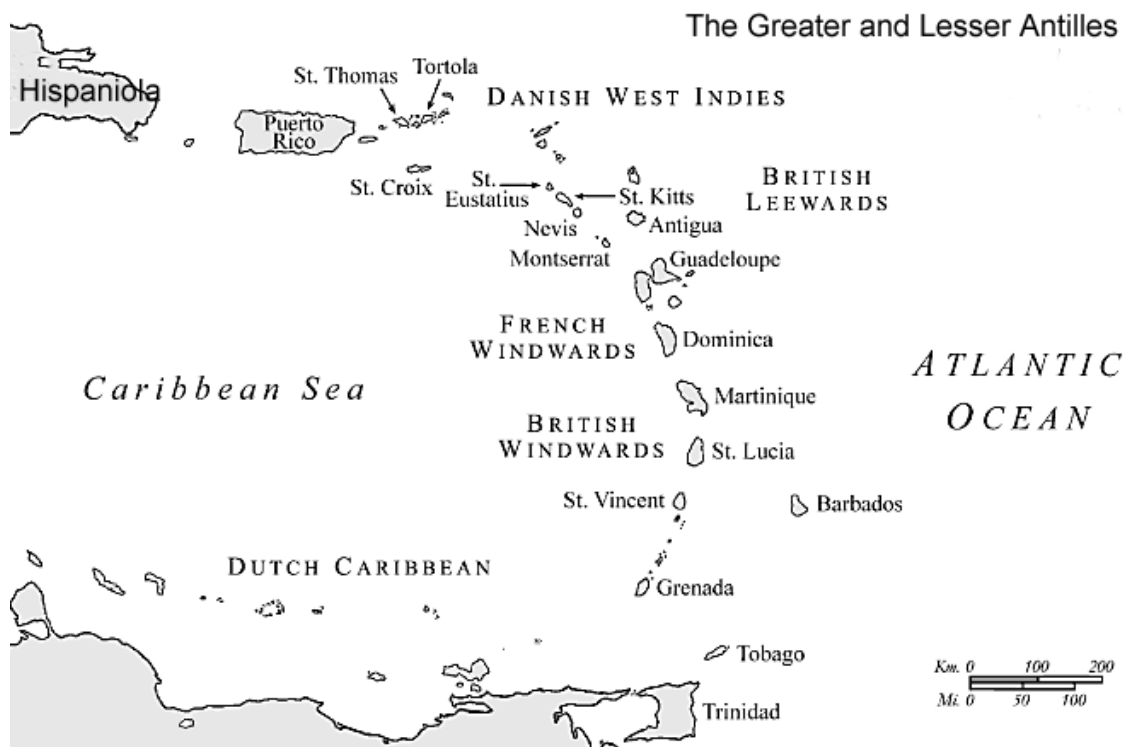 The Greater and Lesser Antilles
St. Thomas
Tortola
Hispaniola
DANISH WEST INDIES
Puerto
Rico
St. Croix
St.
Eustatius
St. Kitts
BRITISH
LEEWARDS
Nevis
Antigua
Montserrat
Guadeloupe
FRENCH
WINDWARDS
Dominica
Caribbean Sea
ATLANTIC
OCEAN
Martinique
BRITISH
WINDWARDS
St. Lucia
St. Vincent
Barbados
DUTCH CARIBBEAN
Grenada
Tobago
Km. 0 100 200
Mi. 0 50 100
Trinidad